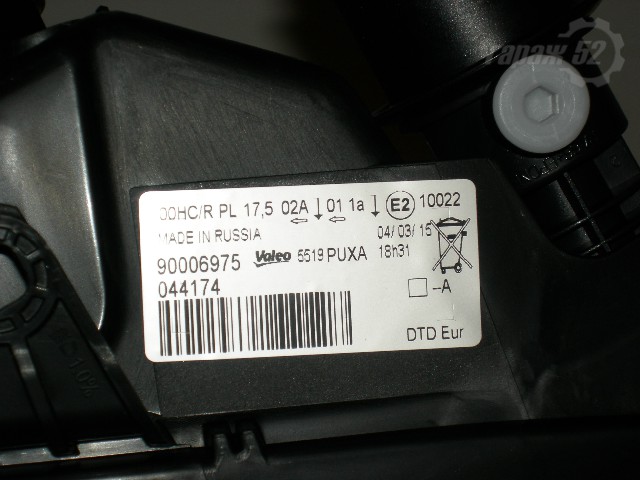 Гараж 52
00HC/R PL 17,5 02A ↓ 01 1a ↓ E2 10022
← ←
MADE IN RUSSIA 04/03/15
90006975 Valeo 5519 PUXA 18h31
044174
-A
DTD Eur